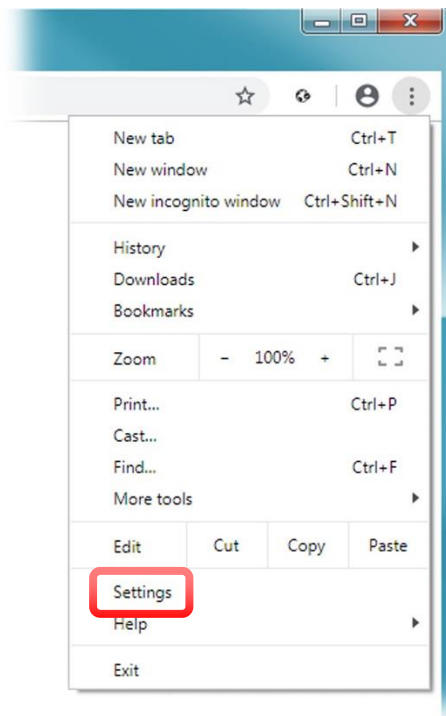 New tab Ctrl+T
New window Ctrl+N
New incognito window Ctrl+Shift+N
History
Downloads Ctrl+J
Bookmarks
Zoom - 100% +
Print... Ctrl+P
Cast...
Find... Ctrl+F
More tools
Edit Cut Copy Paste
Settings
Help
Exit